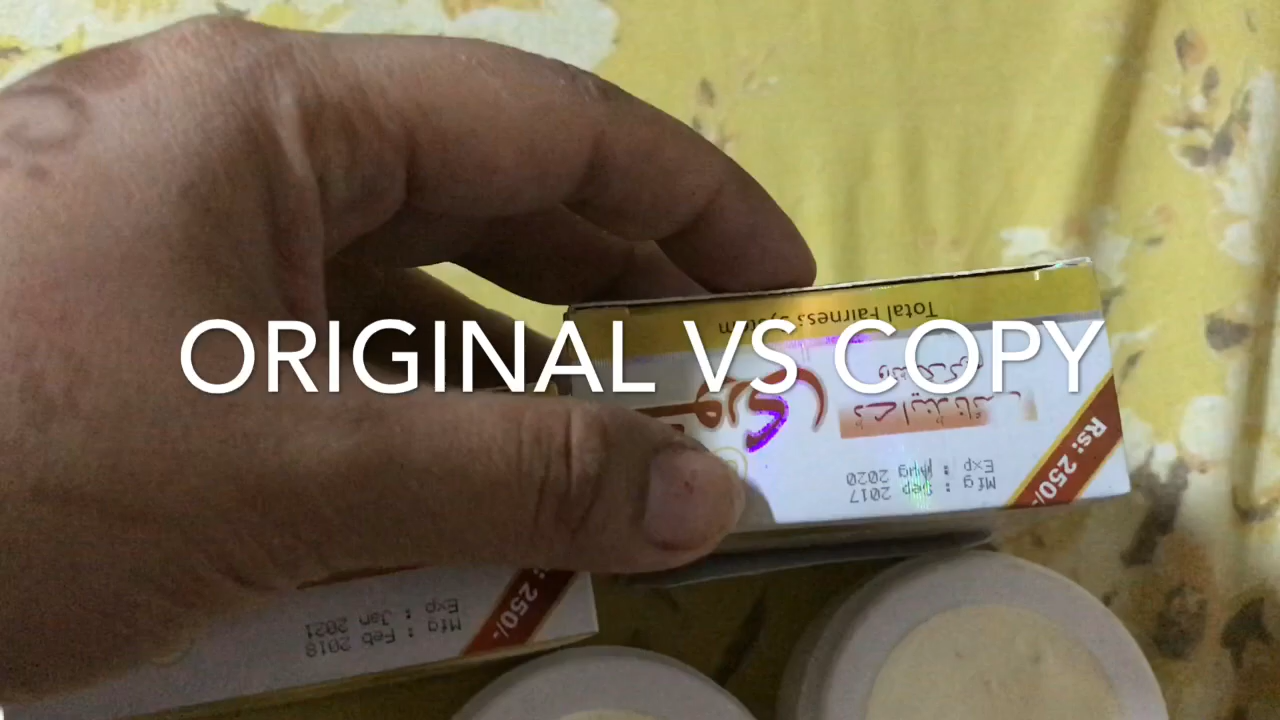 ORIGINAL VS COPY
Total Fairness System
Rs: 250/-
Mfg : Sep 2017
Exp : Aug 2020
Rs: 250/-
Mfg : Feb 2018
Exp : Jan 2021